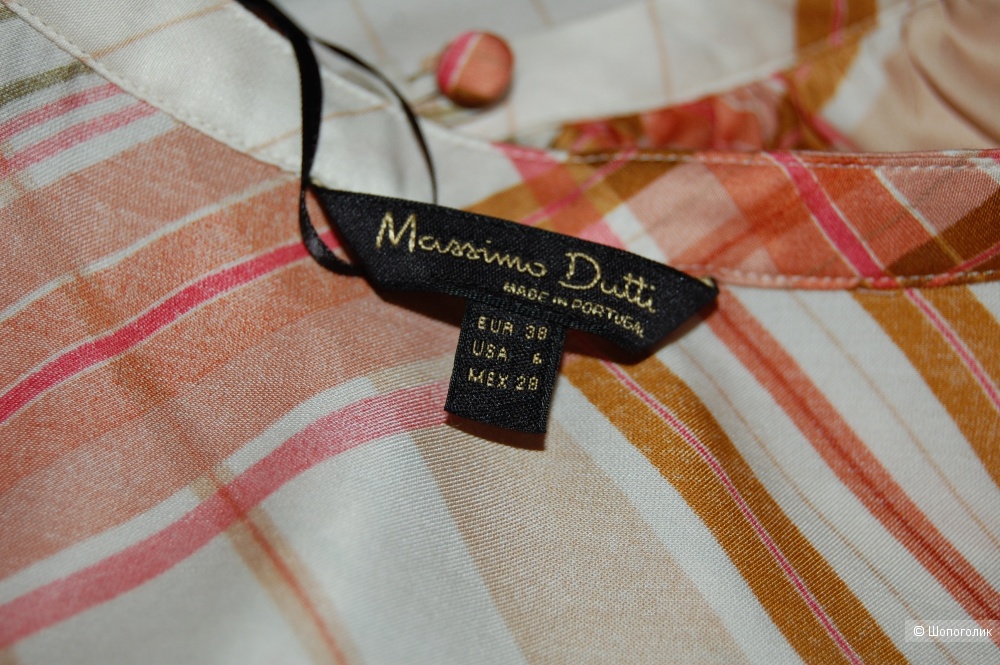 Massimo Dutti
MADE IN PORTUGAL
EUR 38
USA 6
MEX 28
© Шопоголик